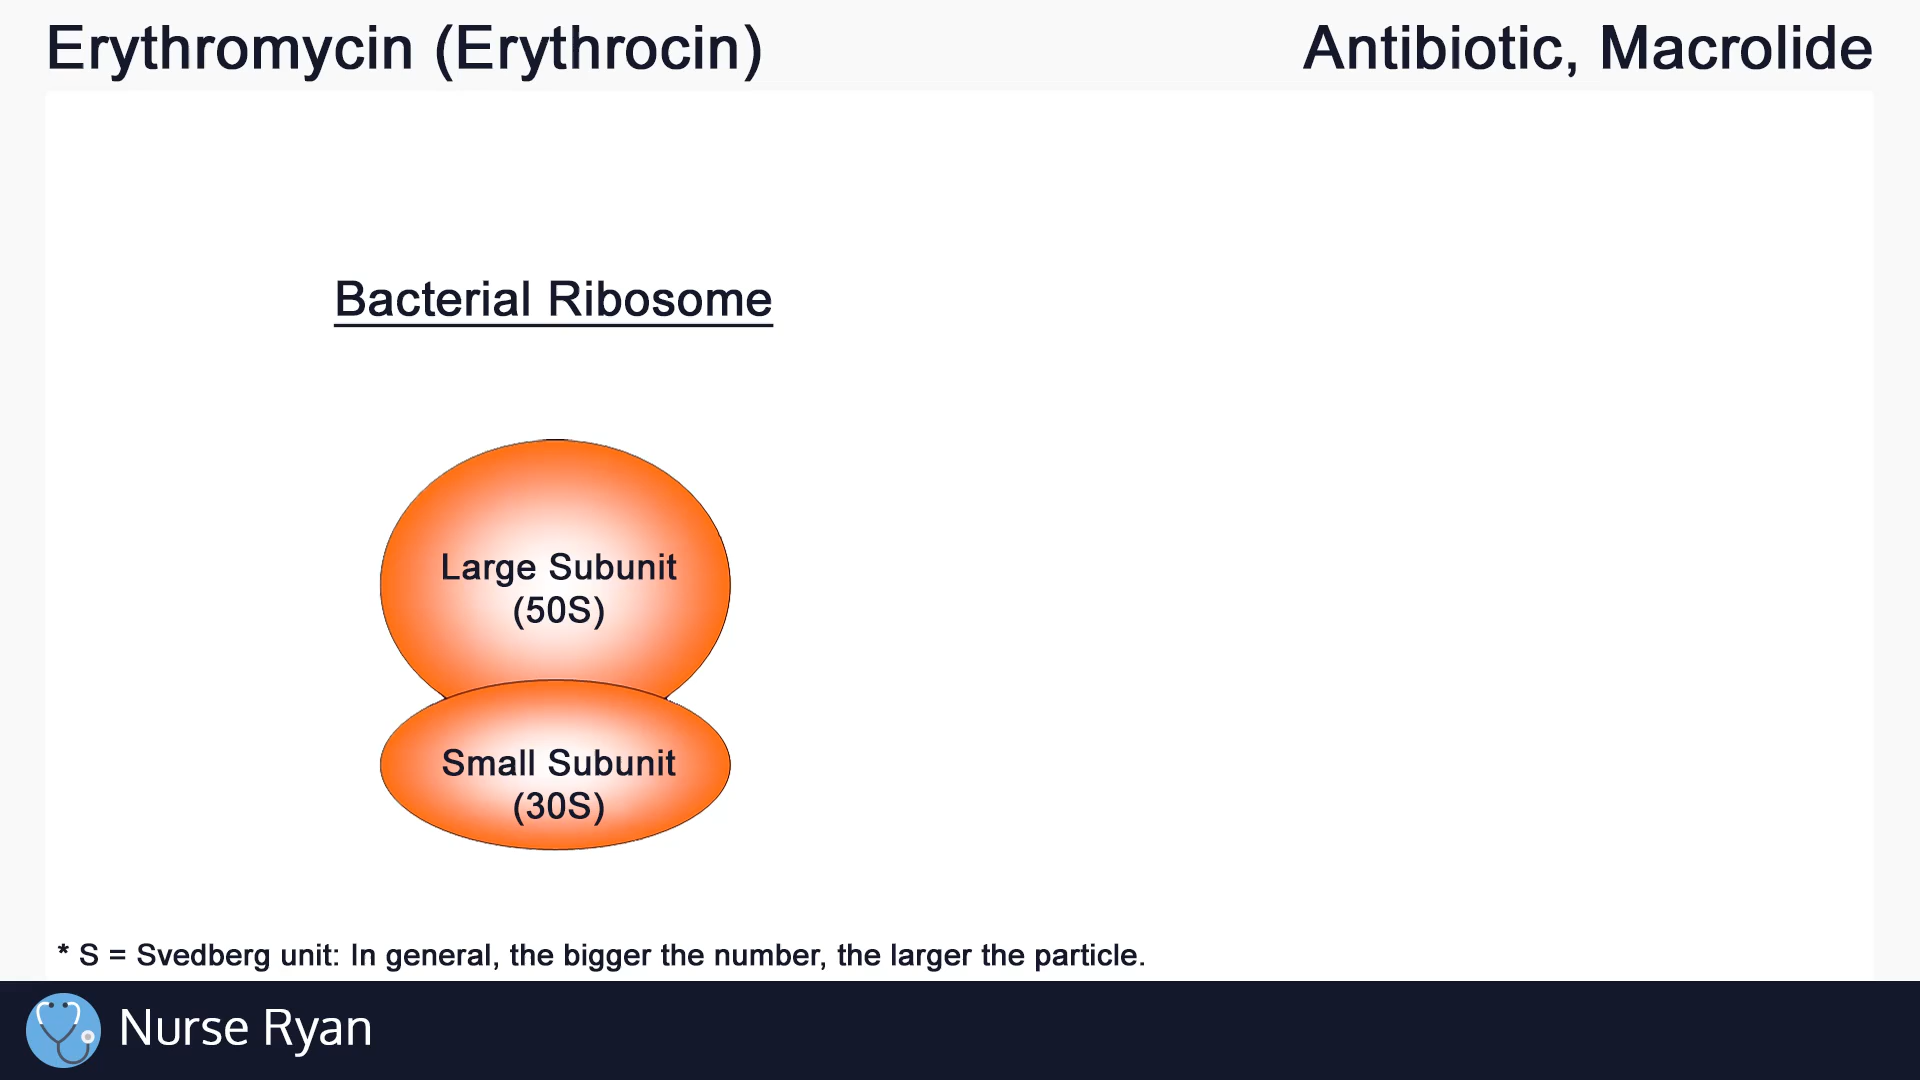 Erythromycin (Erythrocin)
Antibiotic, Macrolide
Bacterial Ribosome
Large Subunit
(50S)
Small Subunit
(30S)
* S = Svedberg unit: In general, the bigger the number, the larger the particle.
Nurse Ryan